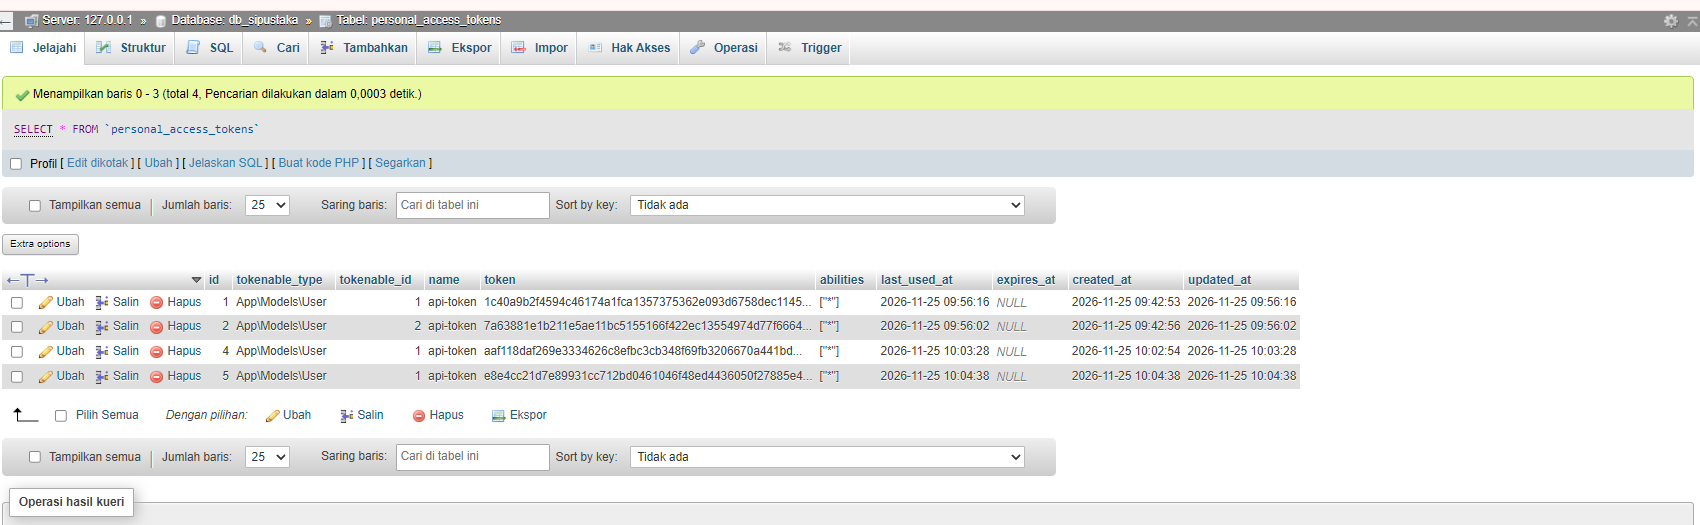 Server: 127.0.0.1 » Database: db_sipustaka » Tabel: personal_access_tokens
Jelajahi Struktur SQL Cari Tambahkan Ekspor Impor Hak Akses Operasi Trigger
Menampilkan baris 0 - 3 (total 4, Pencarian dilakukan dalam 0,0003 detik.)
SELECT * FROM `personal_access_tokens`
Profil [ Edit dikotak ] [ Ubah ] [ Jelaskan SQL ] [ Buat kode PHP ] [ Segarkan ]
Tampilkan semua | Jumlah baris: 25 Saring baris: Cari di tabel ini Sort by key: Tidak ada
Extra options
←T→ id tokenable_type tokenable_id name token abilities last_used_at expires_at created_at updated_at
Ubah Salin Hapus 1 App\Models\User 1 api-token 1c40a9b2f4594c46174a1fca1357375362e093d6758dec1145... ["*"] 2026-11-25 09:56:16 NULL 2026-11-25 09:42:53 2026-11-25 09:56:16
Ubah Salin Hapus 2 App\Models\User 2 api-token 7a63881e1b211e5ae11bc5155166f422ec13554974d77f6664... ["*"] 2026-11-25 09:56:02 NULL 2026-11-25 09:42:56 2026-11-25 09:56:02
Ubah Salin Hapus 4 App\Models\User 1 api-token aaf118daf269e3334626c8efbc3cb348f69fb3206670a441bd... ["*"] 2026-11-25 10:03:28 NULL 2026-11-25 10:02:54 2026-11-25 10:03:28
Ubah Salin Hapus 5 App\Models\User 1 api-token e8e4cc21d7e89931cc712bd0461046f48ed4436050f27885e4... ["*"] 2026-11-25 10:04:38 NULL 2026-11-25 10:04:38 2026-11-25 10:04:38
Pilih Semua Dengan pilihan: Ubah Salin Hapus Ekspor
Tampilkan semua | Jumlah baris: 25 Saring baris: Cari di tabel ini Sort by key: Tidak ada
Operasi hasil kueri